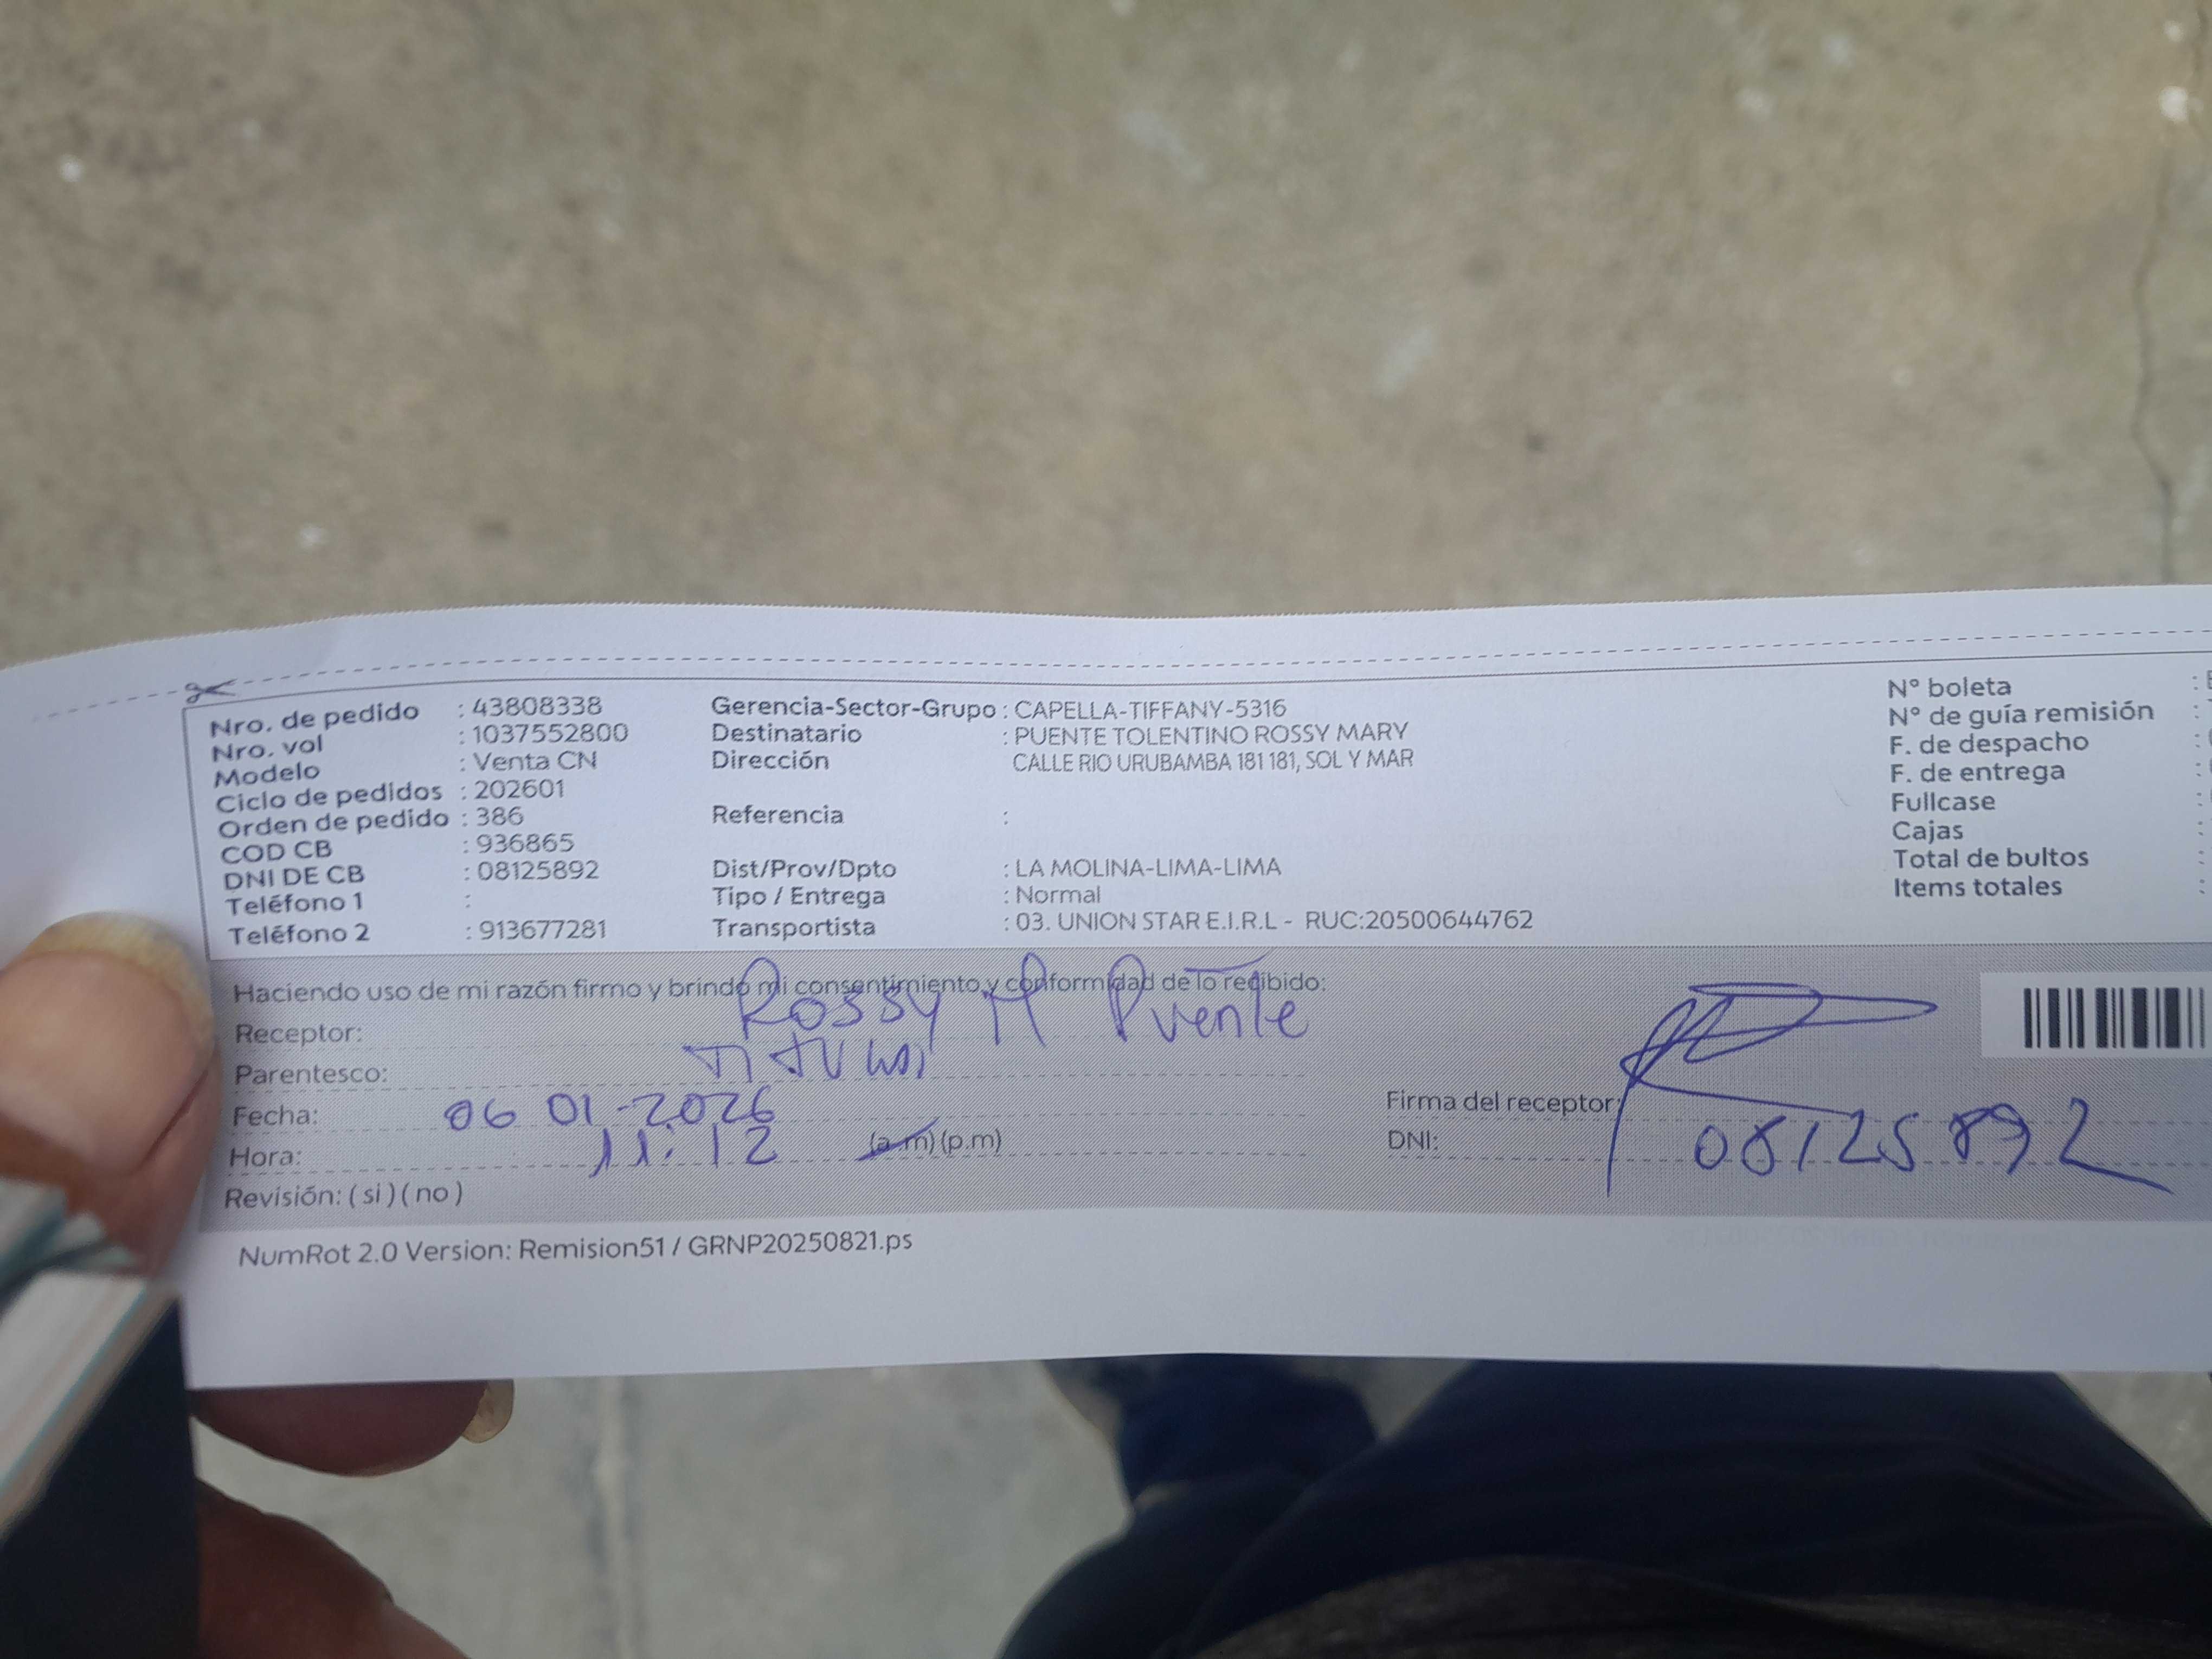 Nro. de pedido : 43808338
Nro. vol : 1037552800
Modelo : Venta CN
Ciclo de pedidos : 202601
Orden de pedido : 386
COD CB : 936865
DNI DE CB : 08125892
Teléfono 1 :
Teléfono 2 : 913677281
Gerencia-Sector-Grupo : CAPELLA-TIFFANY-5316
Destinatario : PUENTE TOLENTINO ROSSY MARY
Dirección CALLE RIO URUBAMBA 181 181, SOL Y MAR
Referencia :
Dist/Prov/Dpto : LA MOLINA-LIMA-LIMA
Tipo / Entrega : Normal
Transportista : 03. UNION STAR E.I.R.L - RUC:20500644762
N° boleta :
N° de guía remisión :
F. de despacho :
F. de entrega :
Fullcase :
Cajas :
Total de bultos :
Items totales :
Haciendo uso de mi razón firmo y brindo mi consentimiento y conformidad de lo recibido:
Receptor: Rossy M Puente
Parentesco:
Fecha: 06 01-2026
Hora: 11:12 (a.m) (p.m)
Revisión: ( si ) ( no )
Firma del receptor:
DNI: 08125892
NumRot 2.0 Version: Remision51 / GRNP20250821.ps